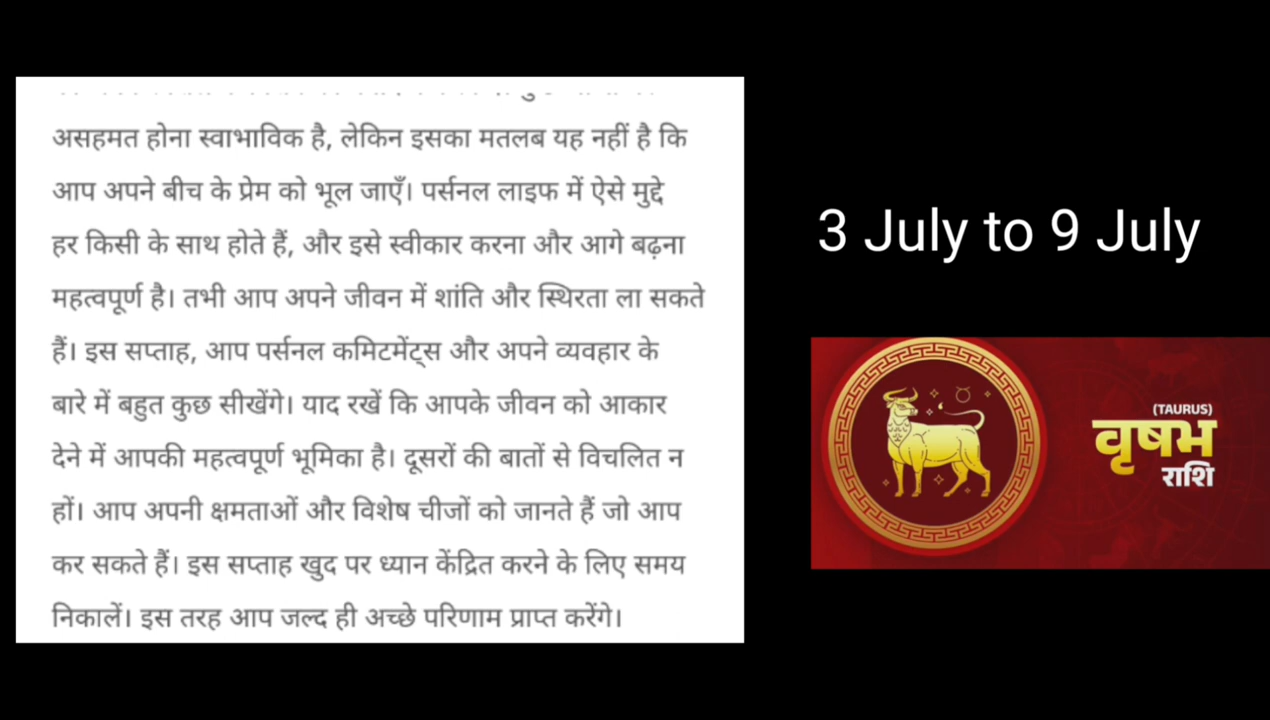 असहमत होना स्वाभाविक है, लेकिन इसका मतलब यह नहीं है कि
आप अपने बीच के प्रेम को भूल जाएँ। पर्सनल लाइफ में ऐसे मुद्दे
हर किसी के साथ होते हैं, और इसे स्वीकार करना और आगे बढ़ना
महत्वपूर्ण है। तभी आप अपने जीवन में शांति और स्थिरता ला सकते
हैं। इस सप्ताह, आप पर्सनल कमिटमेंट्स और अपने व्यवहार के
बारे में बहुत कुछ सीखेंगे। याद रखें कि आपके जीवन को आकार
देने में आपकी महत्वपूर्ण भूमिका है। दूसरों की बातों से विचलित न
हों। आप अपनी क्षमताओं और विशेष चीजों को जानते हैं जो आप
कर सकते हैं। इस सप्ताह खुद पर ध्यान केंद्रित करने के लिए समय
निकालें। इस तरह आप जल्द ही अच्छे परिणाम प्राप्त करेंगे।
3 July to 9 July
(TAURUS)
वृषभ
राशि